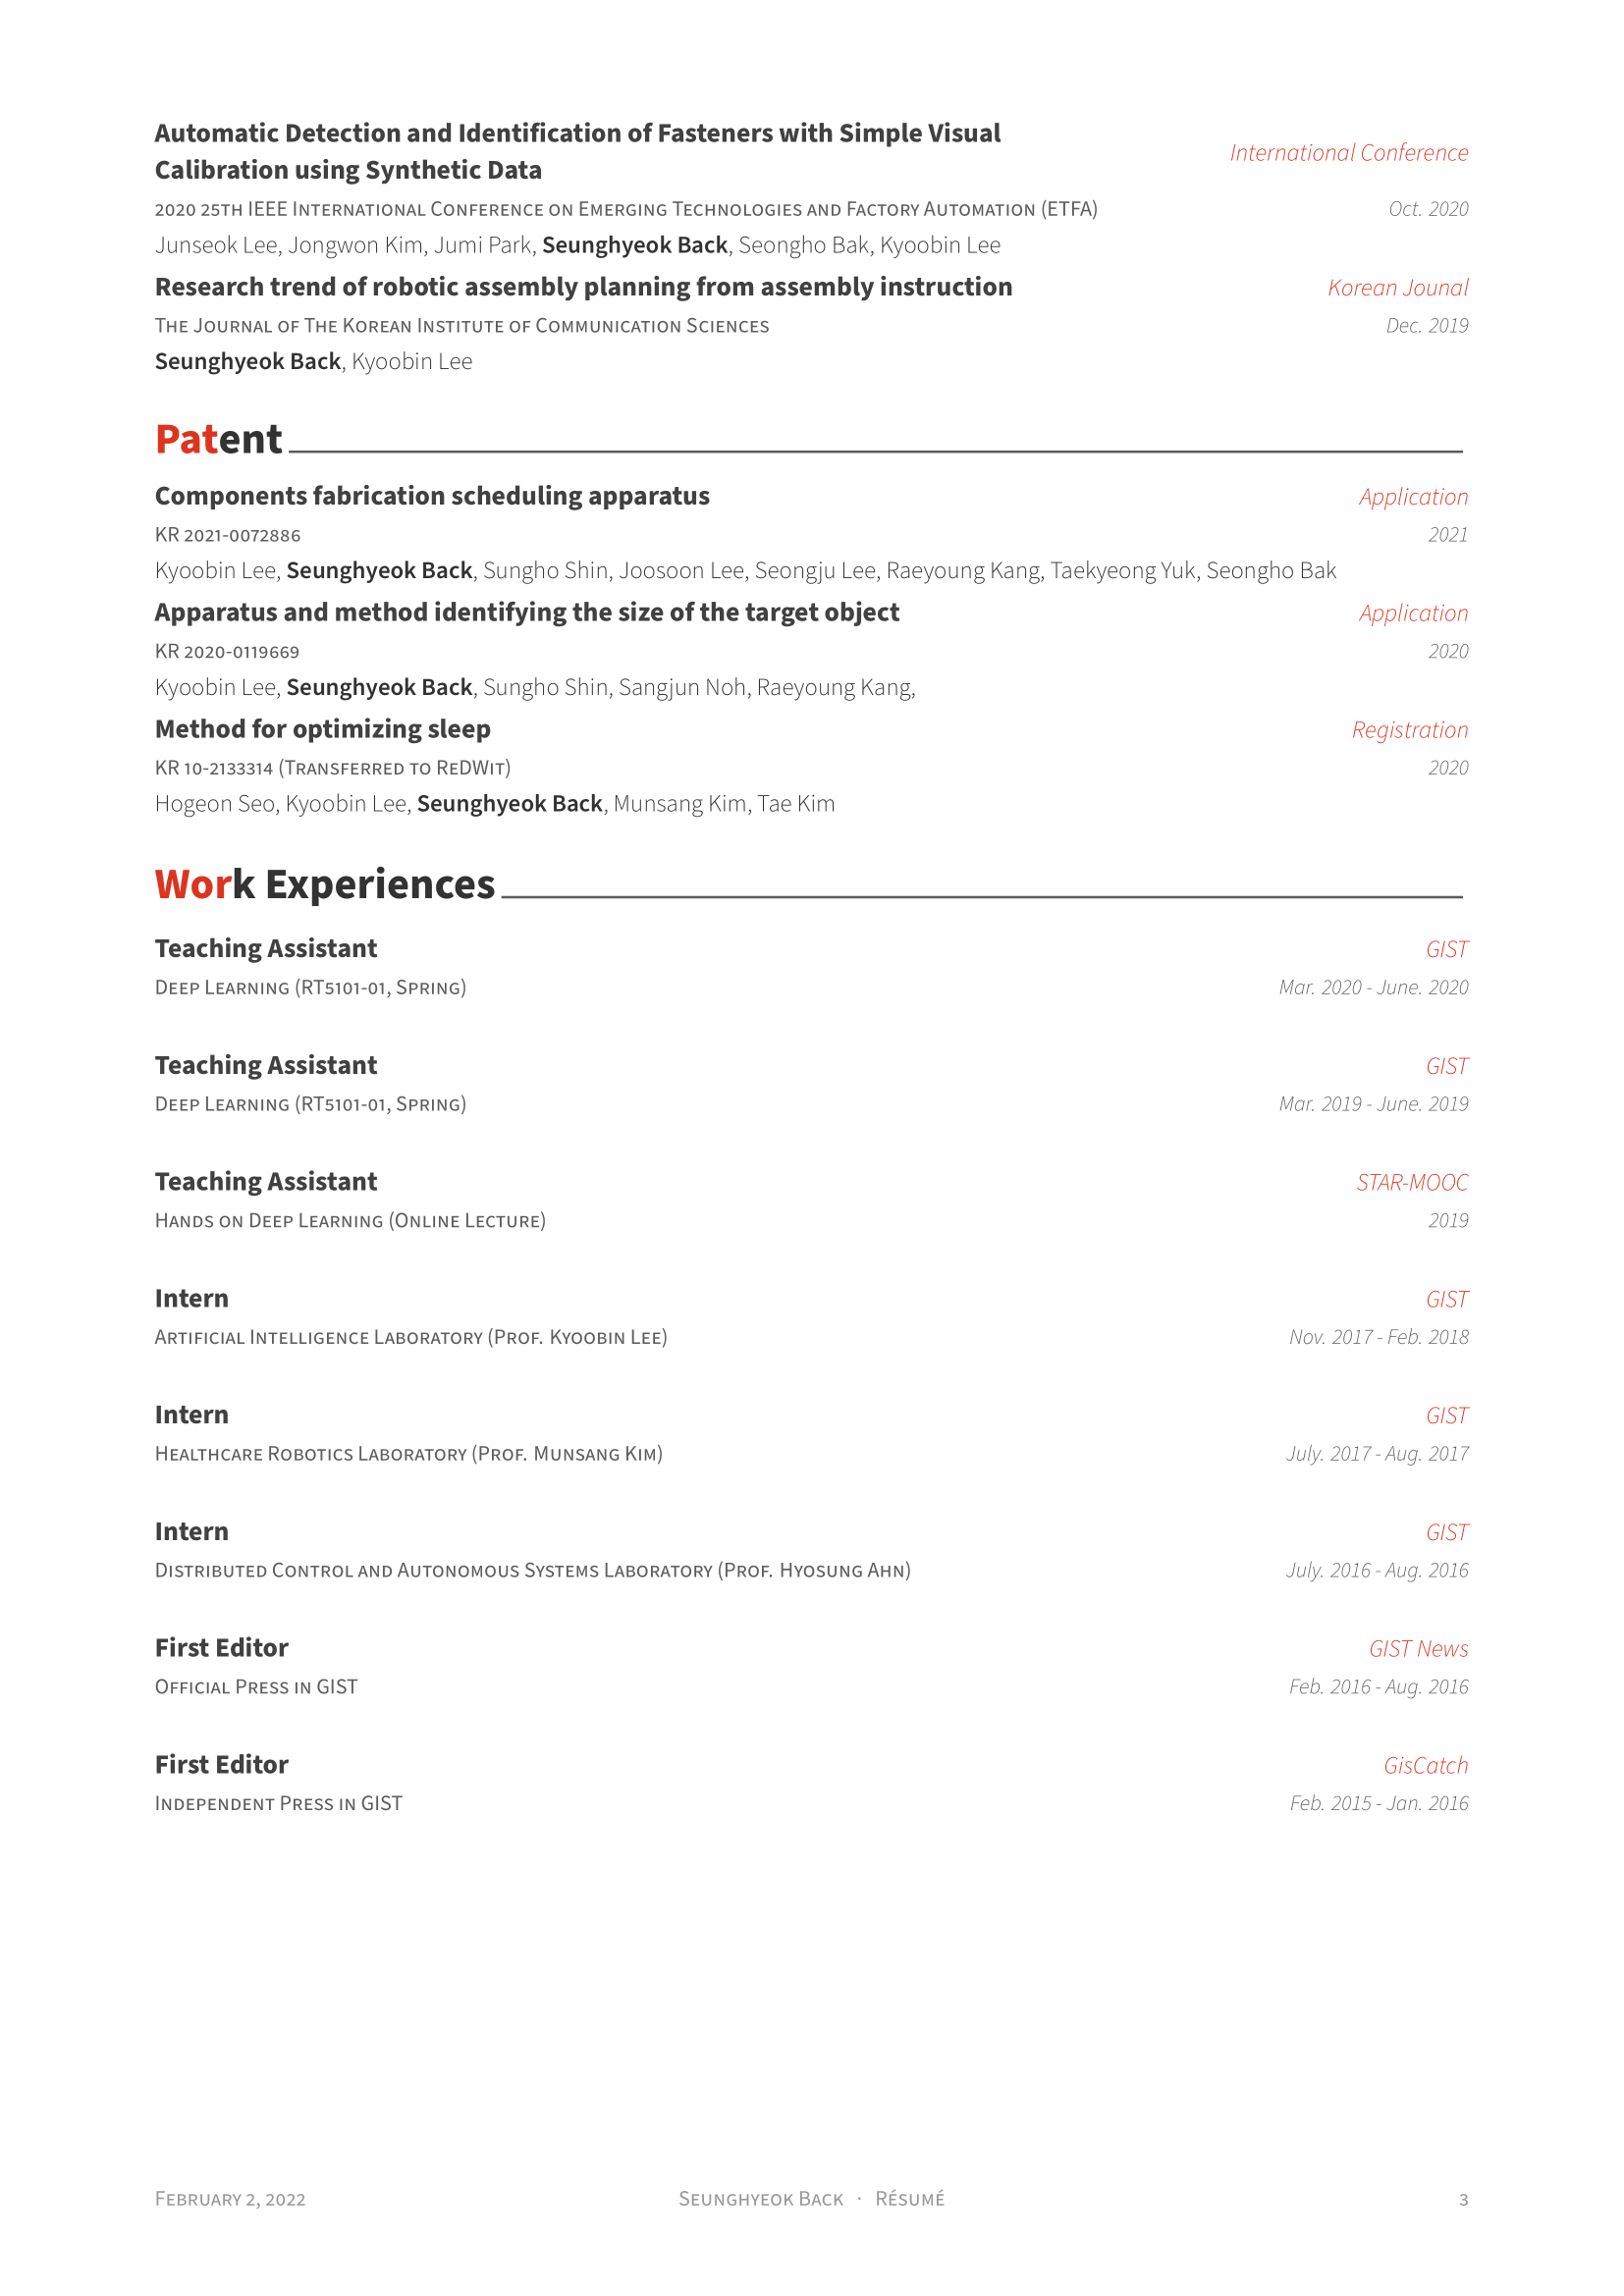 Automatic Detection and Identification of Fasteners with Simple Visual
Calibration using Synthetic Data
International Conference
2020 25th IEEE International Conference on Emerging Technologies and Factory Automation (ETFA)
Oct. 2020
Junseok Lee, Jongwon Kim, Jumi Park, Seunghyeok Back, Seongho Bak, Kyoobin Lee
Research trend of robotic assembly planning from assembly instruction
Korean Jounal
The Journal of The Korean Institute of Communication Sciences
Dec. 2019
Seunghyeok Back, Kyoobin Lee
Patent
Components fabrication scheduling apparatus
Application
KR 2021-0072886
2021
Kyoobin Lee, Seunghyeok Back, Sungho Shin, Joosoon Lee, Seongju Lee, Raeyoung Kang, Taekyeong Yuk, Seongho Bak
Apparatus and method identifying the size of the target object
Application
KR 2020-0119669
2020
Kyoobin Lee, Seunghyeok Back, Sungho Shin, Sangjun Noh, Raeyoung Kang,
Method for optimizing sleep
Registration
KR 10-2133314 (Transferred to ReDWit)
2020
Hogeon Seo, Kyoobin Lee, Seunghyeok Back, Munsang Kim, Tae Kim
Work Experiences
Teaching Assistant
GIST
Deep Learning (RT5101-01, Spring)
Mar. 2020 - June. 2020
Teaching Assistant
GIST
Deep Learning (RT5101-01, Spring)
Mar. 2019 - June. 2019
Teaching Assistant
STAR-MOOC
Hands on Deep Learning (Online Lecture)
2019
Intern
GIST
Artificial Intelligence Laboratory (Prof. Kyoobin Lee)
Nov. 2017 - Feb. 2018
Intern
GIST
Healthcare Robotics Laboratory (Prof. Munsang Kim)
July. 2017 - Aug. 2017
Intern
GIST
Distributed Control and Autonomous Systems Laboratory (Prof. Hyosung Ahn)
July. 2016 - Aug. 2016
First Editor
GIST News
Official Press in GIST
Feb. 2016 - Aug. 2016
First Editor
GisCatch
Independent Press in GIST
Feb. 2015 - Jan. 2016
February 2, 2022
Seunghyeok Back · Résumé
3